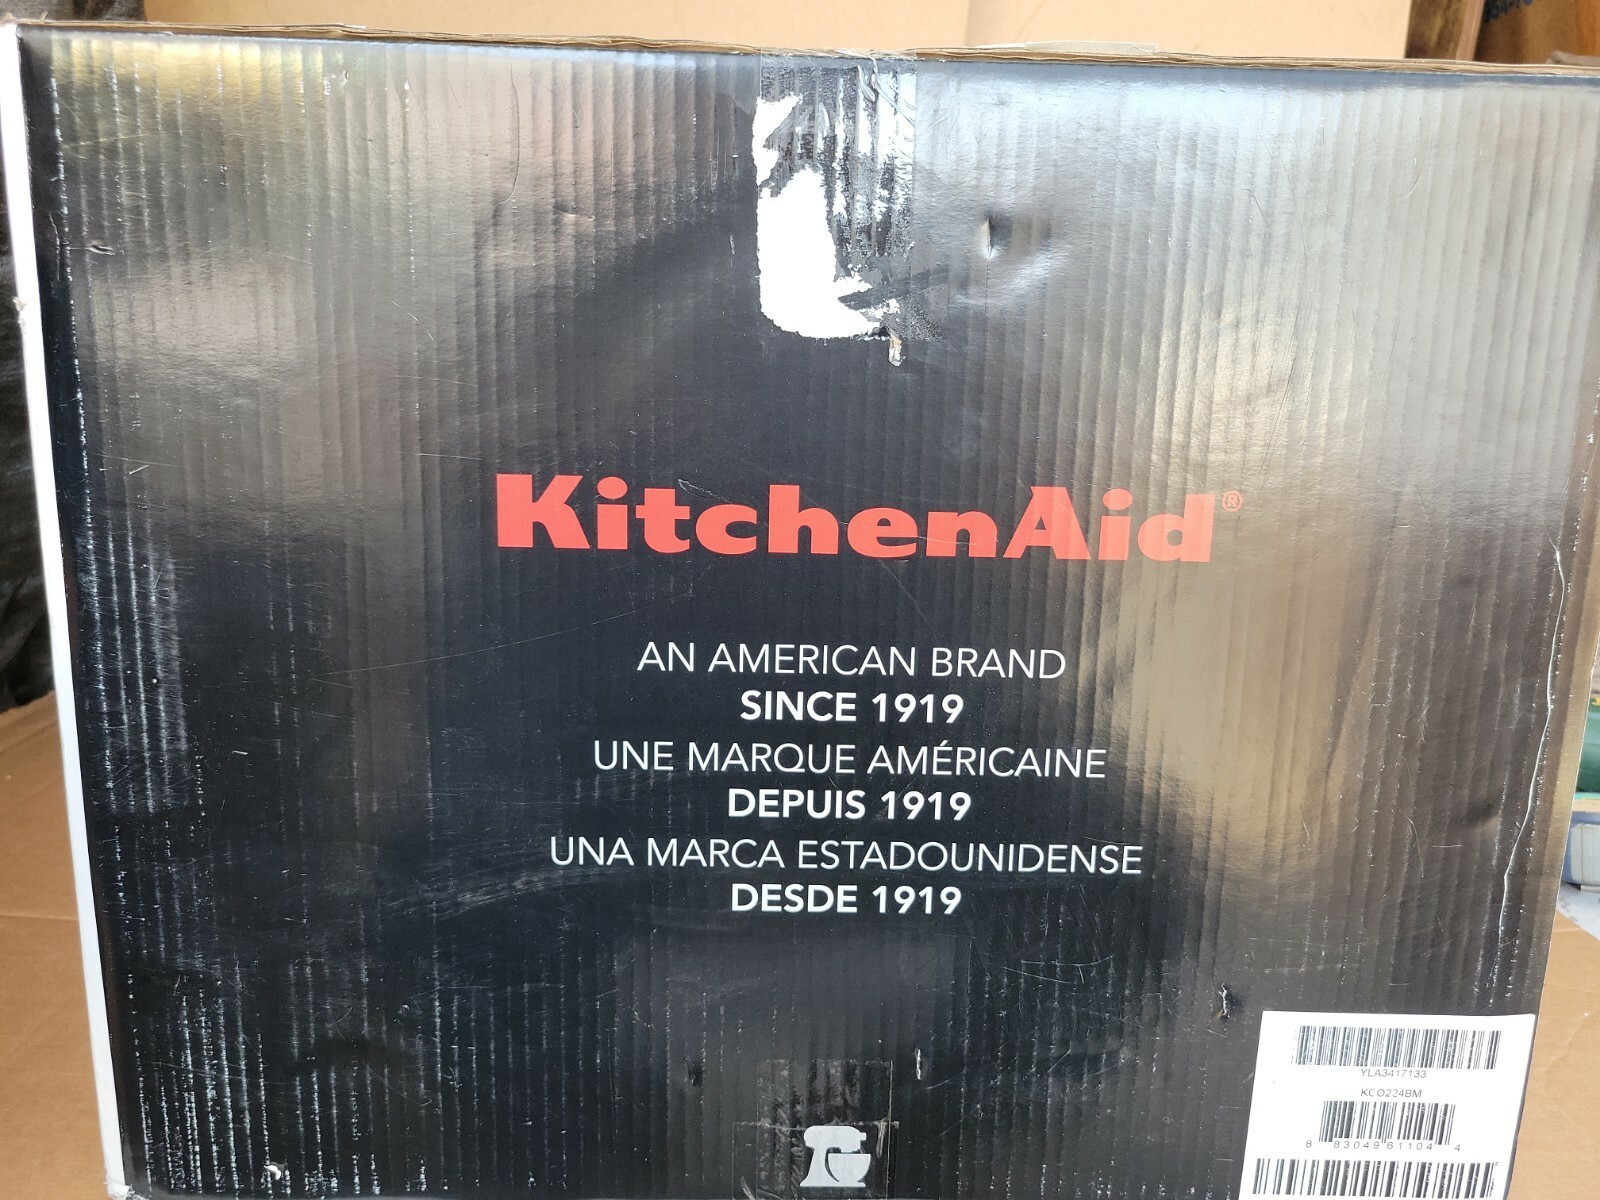 KitchenAid®
AN AMERICAN BRAND
SINCE 1919
UNE MARQUE AMÉRICAINE
DEPUIS 1919
UNA MARCA ESTADOUNIDENSE
DESDE 1919
YLA3417133
KCO224BM
8 83049 61104 4